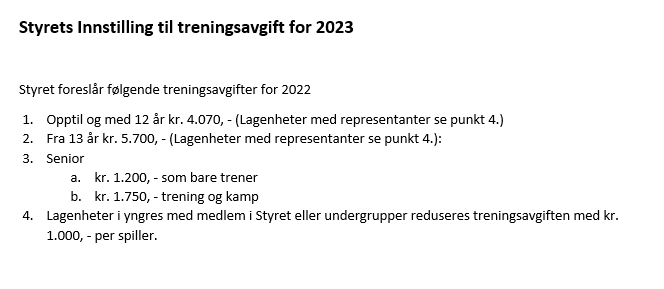 Styrets Innstilling til treningsavgift for 2023
Styret foreslår følgende treningsavgifter for 2022
1. Opptil og med 12 år kr. 4.070, - (Lagenheter med representanter se punkt 4.)
2. Fra 13 år kr. 5.700, - (Lagenheter med representanter se punkt 4.):
3. Senior
a. kr. 1.200, - som bare trener
b. kr. 1.750, - trening og kamp
4. Lagenheter i yngres med medlem i Styret eller undergrupper reduseres treningsavgiften med kr.
1.000, - per spiller.